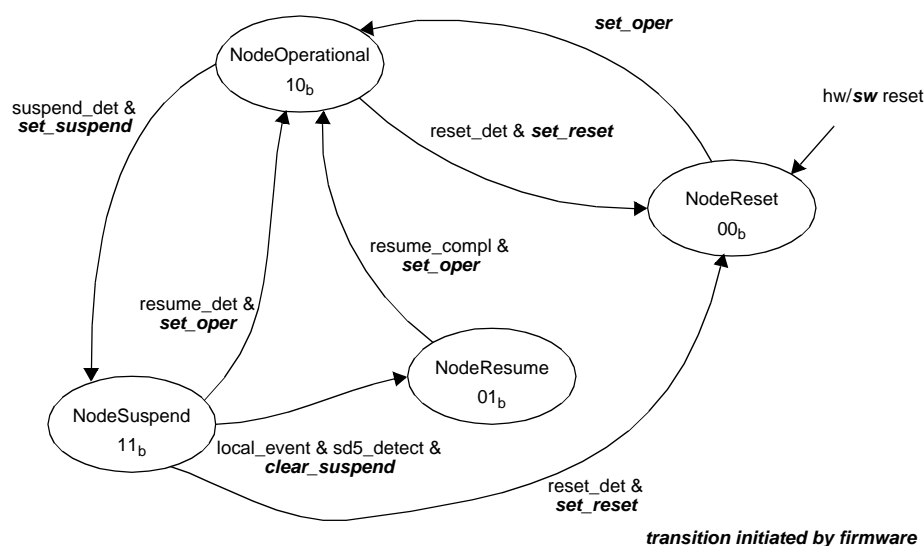 set_oper
NodeOperational
10b
hw/sw reset
suspend_det &
set_suspend
reset_det & set_reset
NodeReset
00b
resume_compl &
set_oper
resume_det &
set_oper
NodeResume
01b
NodeSuspend
11b
local_event & sd5_detect &
clear_suspend
reset_det &
set_reset
transition initiated by firmware